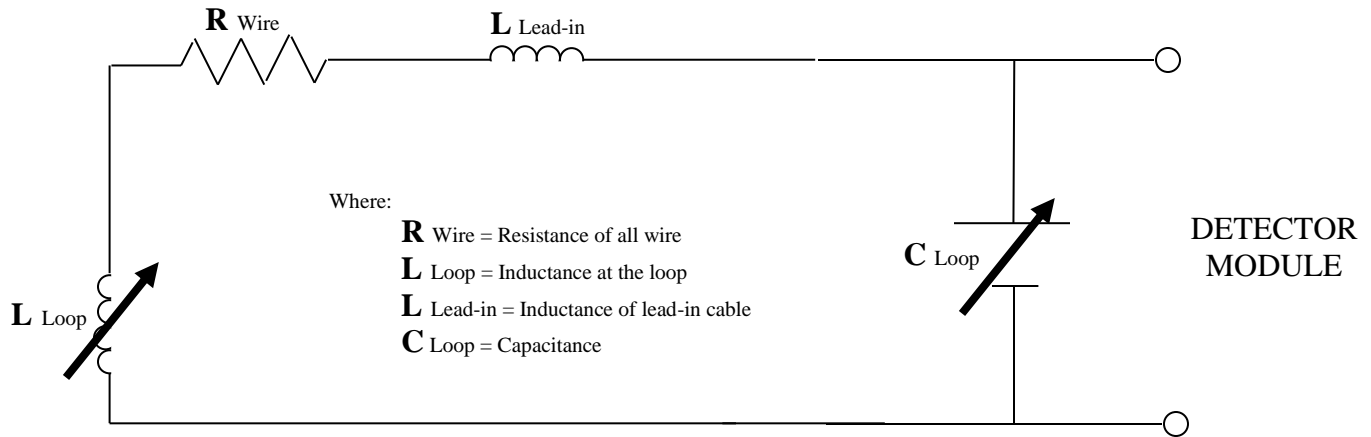 R Wire
L Lead-in
Where:
R Wire = Resistance of all wire
L Loop = Inductance at the loop
L Lead-in = Inductance of lead-in cable
C Loop = Capacitance
L Loop
C Loop
DETECTOR
MODULE